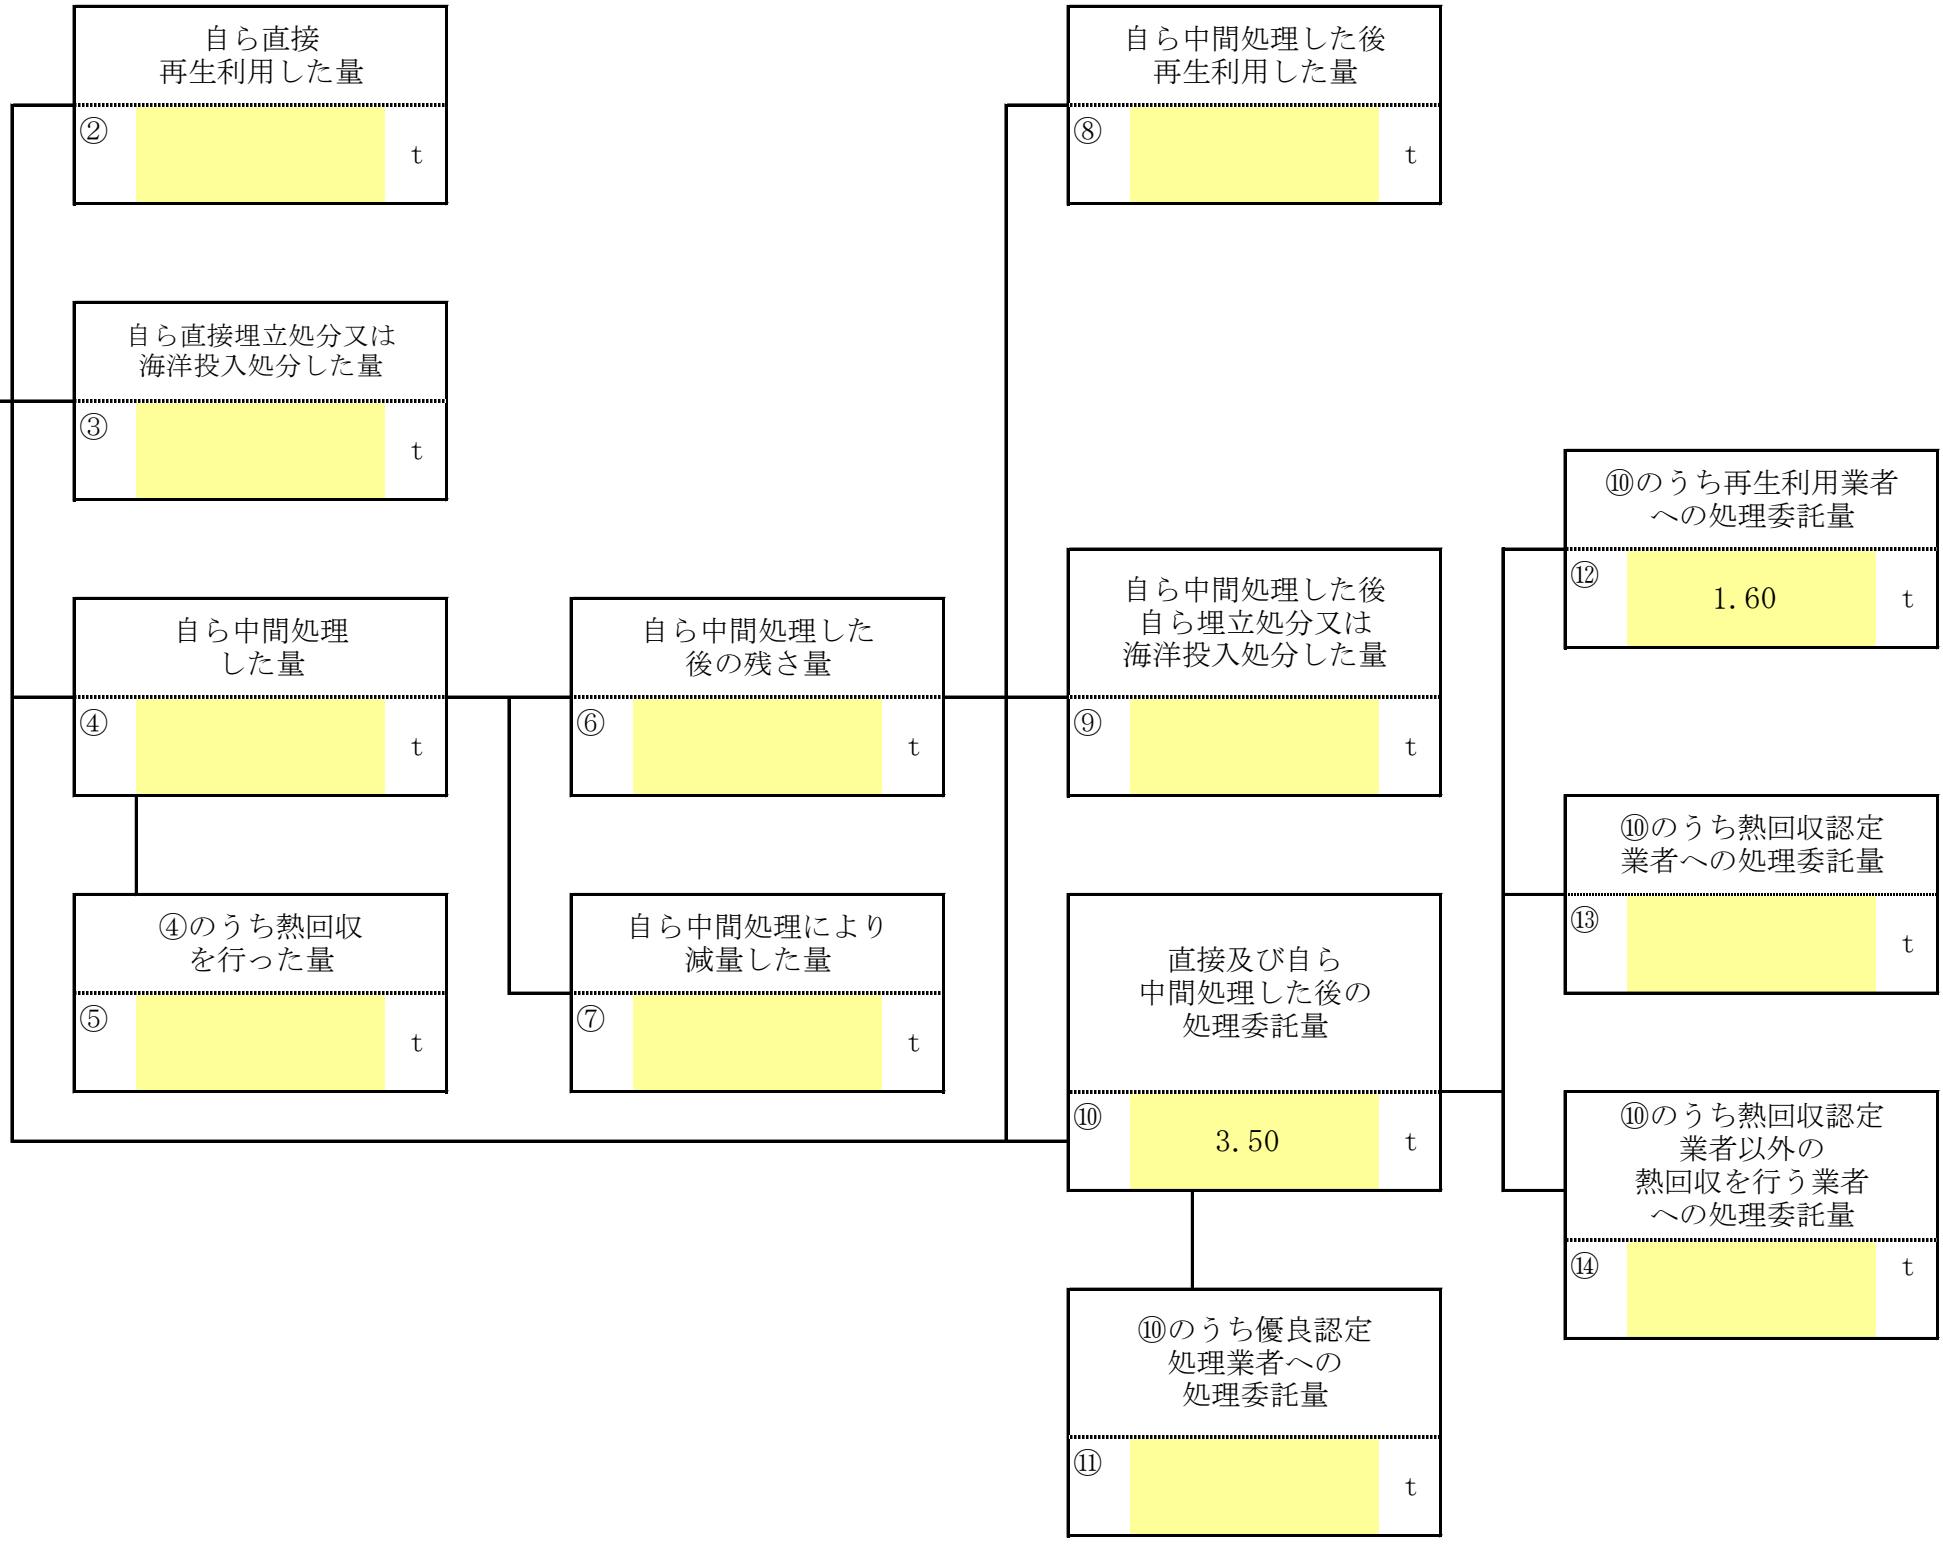 自ら直接
再生利用した量
②
t
自ら中間処理した後
再生利用した量
⑧
t
自ら直接埋立処分又は
海洋投入処分した量
③
t
⑩のうち再生利用業者
への処理委託量
⑫
1.60
t
自ら中間処理
した量
④
t
自ら中間処理した
後の残さ量
⑥
t
自ら中間処理した後
自ら埋立処分又は
海洋投入処分した量
⑨
t
⑩のうち熱回収認定
業者への処理委託量
⑬
t
④のうち熱回収
を行った量
⑤
t
自ら中間処理により
減量した量
⑦
t
直接及び自ら
中間処理した後の
処理委託量
⑩
3.50
t
⑩のうち熱回収認定
業者以外の
熱回収を行う業者
への処理委託量
⑭
t
⑩のうち優良認定
処理業者への
処理委託量
⑪
t